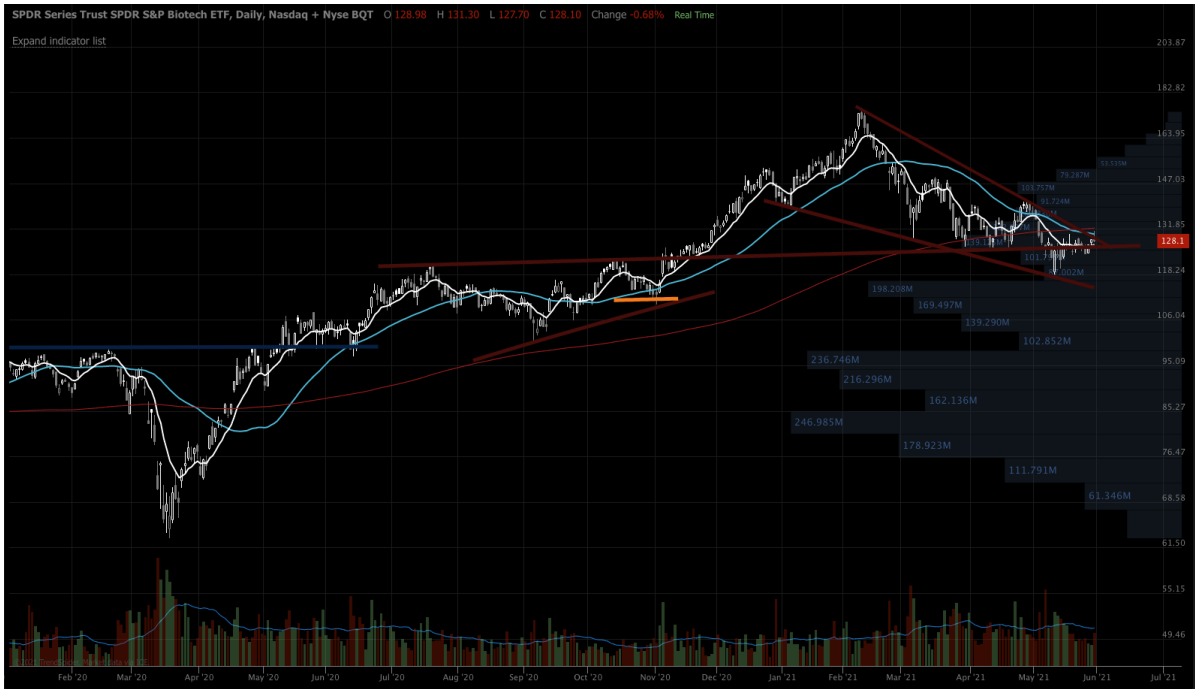 SPDR Series Trust SPDR S&P Biotech ETF, Daily, Nasdaq + Nyse BQT O 128.98 H 131.30 L 127.70 C 128.10 Change -0.68% Real Time
Expand indicator list
203.87
182.82
163.95
53.535M
79.287M
147.03
103.757M
91.724M
131.85
128.1
118.24
198.208M
169.497M
106.04
139.290M
102.852M
236.746M
95.09
216.296M
162.136M
85.27
246.985M
178.923M
76.47
111.791M
61.346M
68.58
61.50
55.15
49.46
Feb '20 Mar '20 Apr '20 May '20 Jun '20 Jul '20 Aug '20 Sep '20 Oct '20 Nov '20 Dec '20 Jan '21 Feb '21 Mar '21 Apr '21 May '21 Jun '21 Jul '21